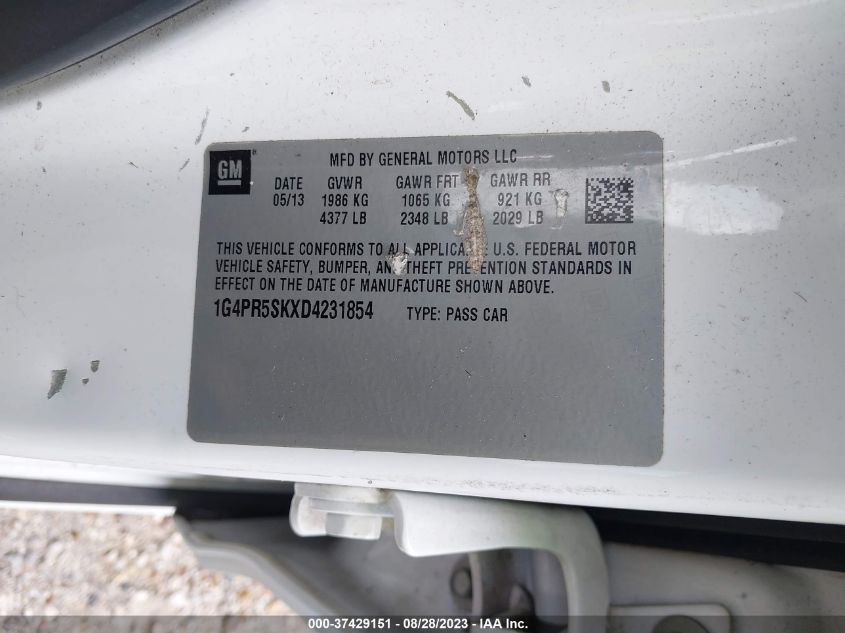 GM
MFD BY GENERAL MOTORS LLC
DATE GVWR GAWR FRT GAWR RR
05/13 1986 KG 1065 KG 921 KG
4377 LB 2348 LB 2029 LB
THIS VEHICLE CONFORMS TO ALL U.S. FEDERAL MOTOR
VEHICLE SAFETY, BUMPER, AND THEFT PREVENTION STANDARDS IN
EFFECT ON THE DATE OF MANUFACTURE SHOWN ABOVE.
1G4PR5SKXD4231854 TYPE: PASS CAR
000-37429151 - 08/28/2023 - IAA Inc.